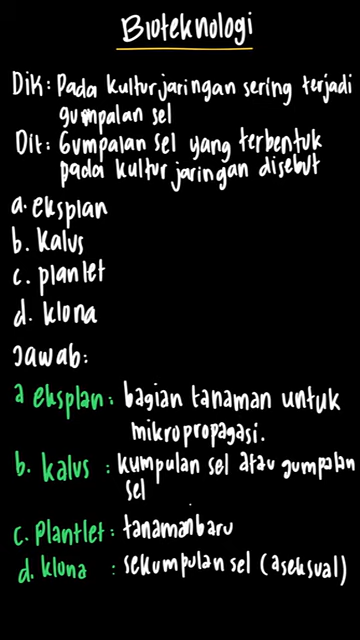 Bioteknologi
Dik: Pada kultur jaringan sering terjadi
gumpalan sel
Dit: Gumpalan sel yang terbentuk
pada kultur jaringan disebut
a. eksplan
b. Kalus
c. plantlet
d. klona
Jawab:
a eksplan: bagian tanaman untuk
mikropropagasi.
b. kalus : kumpulan sel atau gumpalan
sel
c. Plantlet: tanaman baru
d. klona : sekumpulan sel (aseksual)